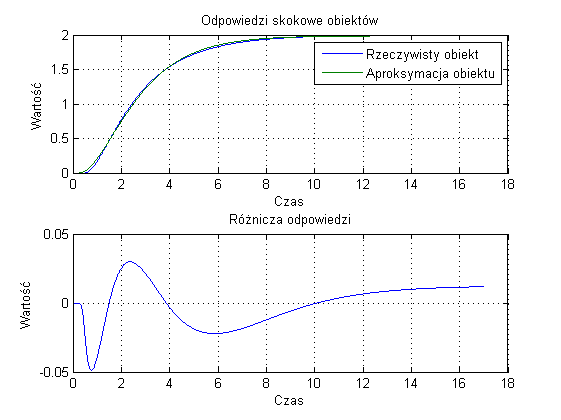 Odpowiedzi skokowe obiektów
2
1.5
1
0.5
0
Wartość
Rzeczywisty obiekt
Aproksymacja obiektu
0 2 4 6 8 10 12 14 16 18
Czas
Różnicza odpowiedzi
0.05
0
-0.05
Wartość
0 2 4 6 8 10 12 14 16 18
Czas